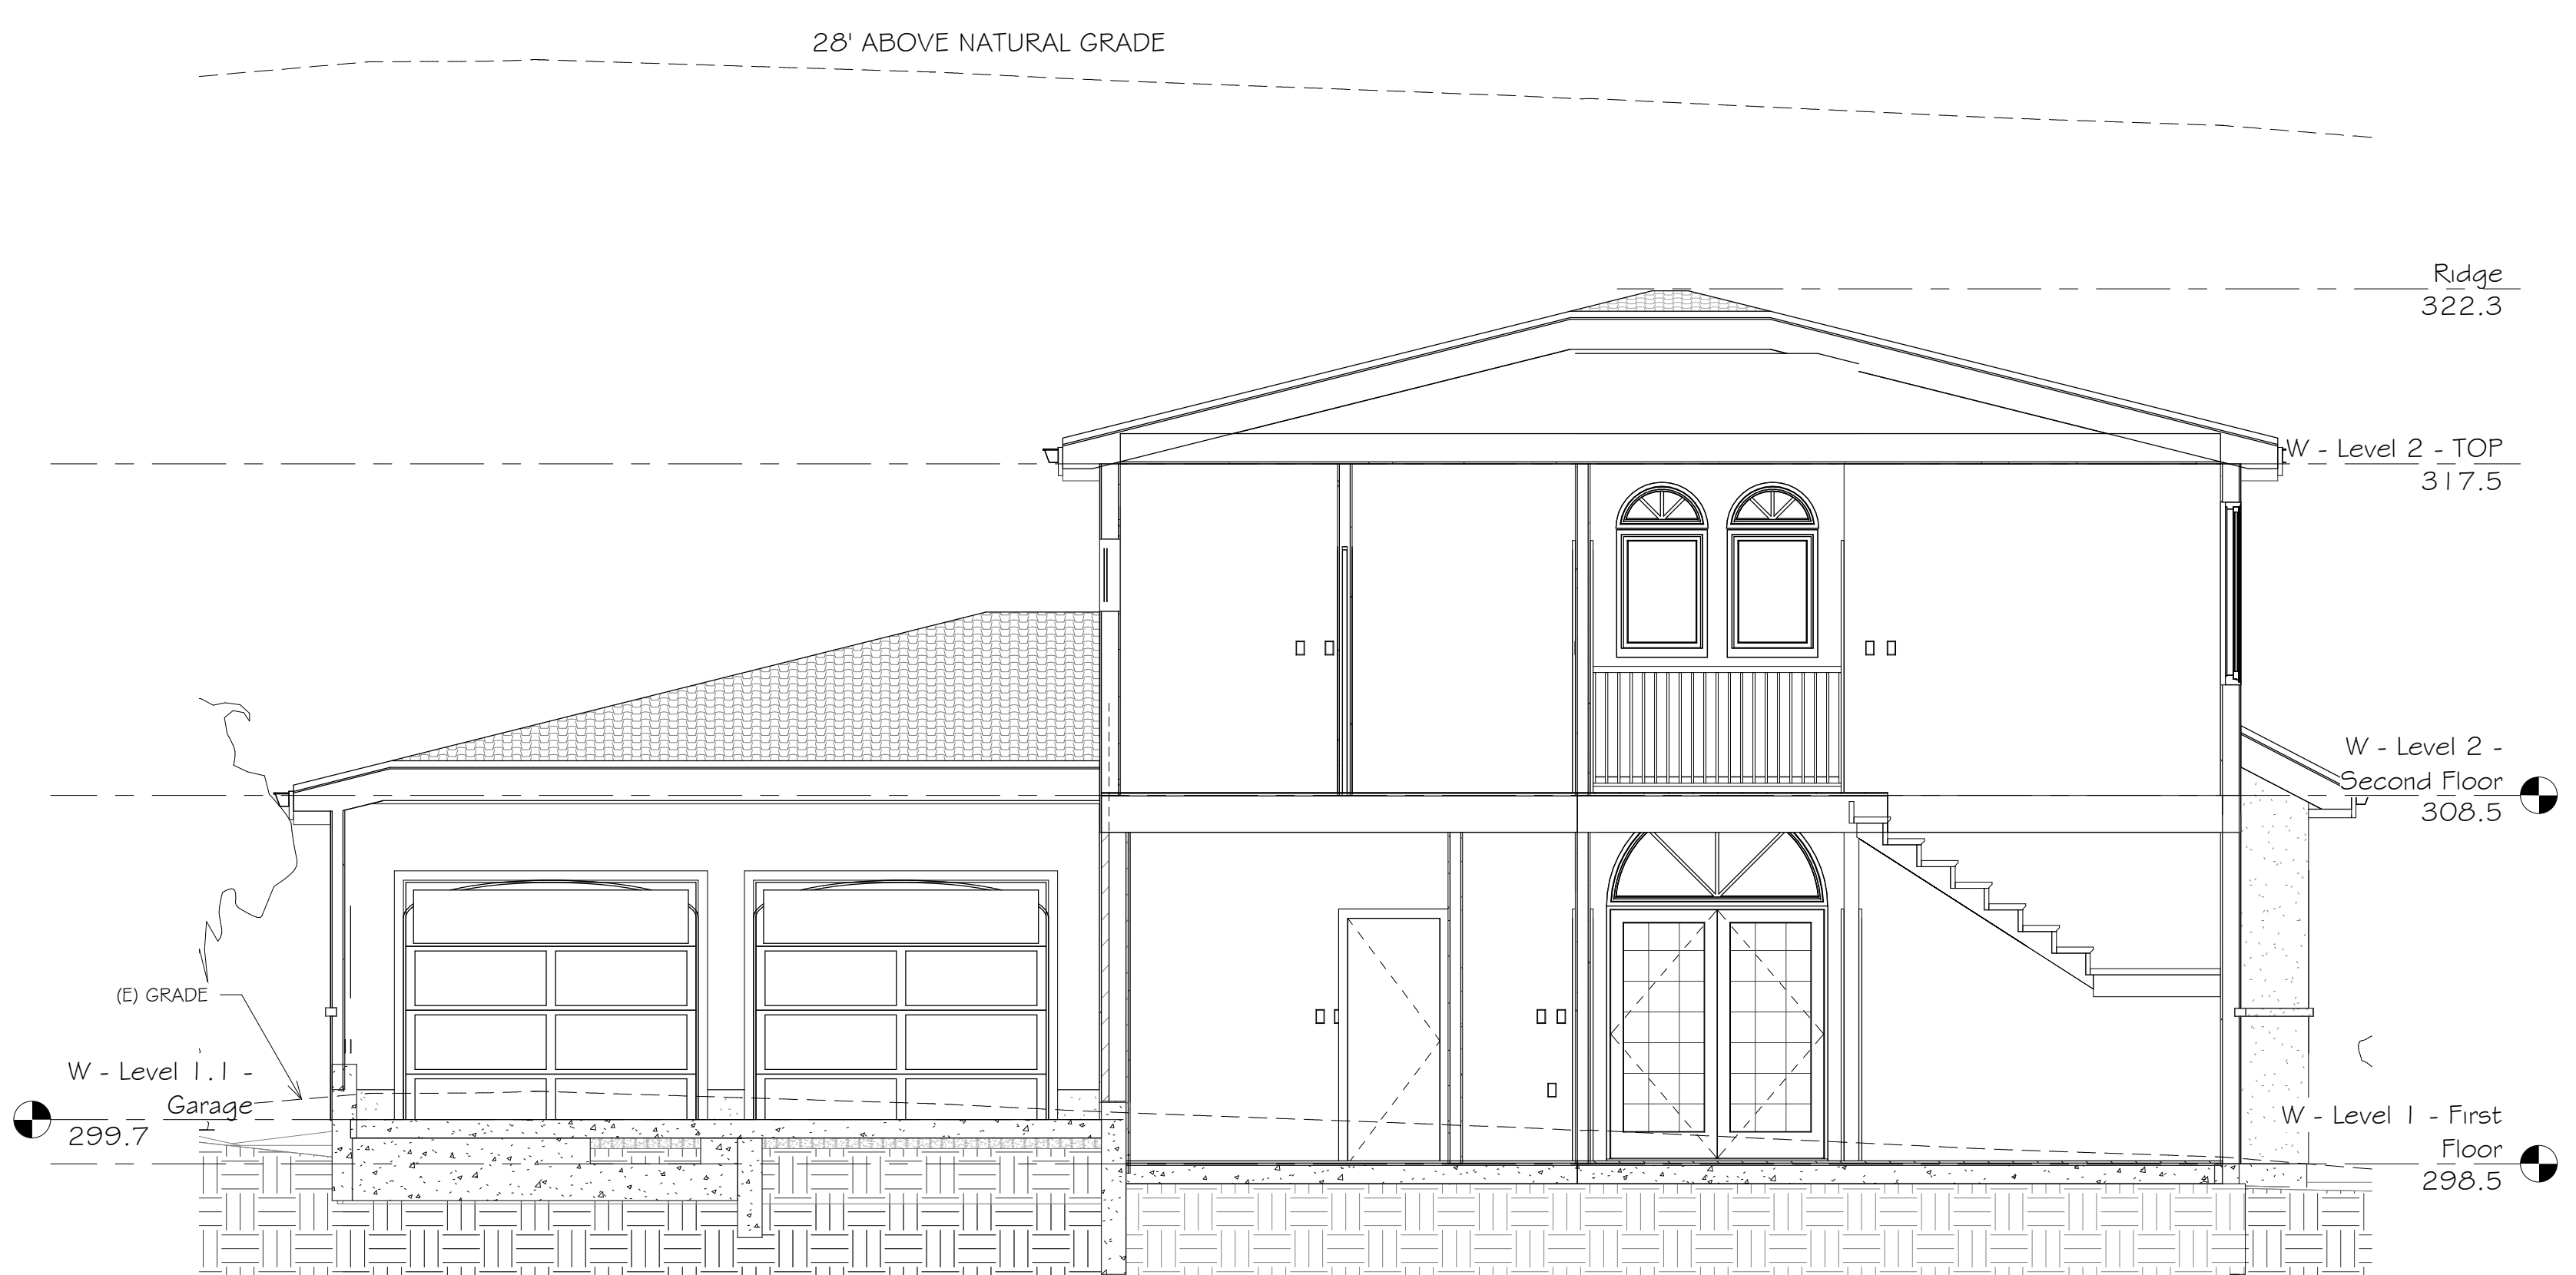 28' ABOVE NATURAL GRADE
Ridge
322.3
W - Level 2 - TOP
317.5
W - Level 2 -
Second Floor
308.5
(E) GRADE
W - Level 1.1 -
Garage
299.7
W - Level 1 - First
Floor
298.5